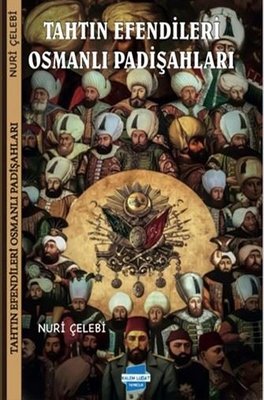 NURİ ÇELEBİ
TAHTIN EFENDİLERİ OSMANLI PADİŞAHLARI
TAHTIN EFENDİLERİ
OSMANLI PADİŞAHLARI
NURİ ÇELEBİ